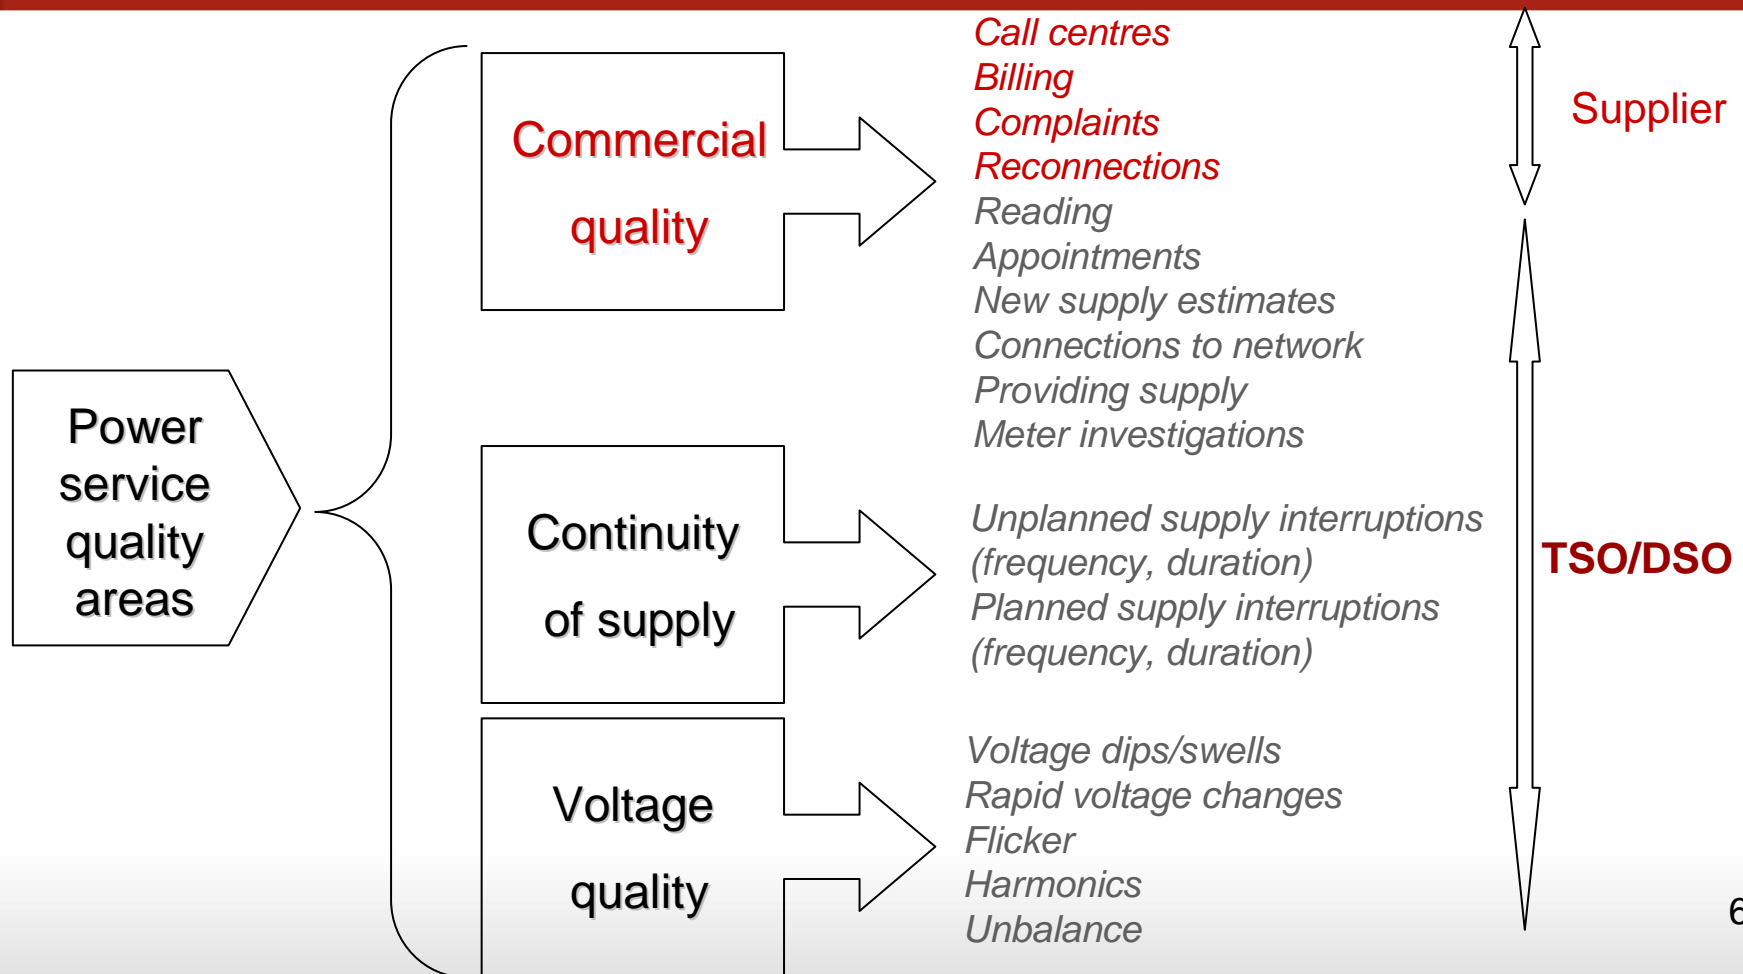 Power
service
quality
areas
Commercial
quality
Call centres
Billing
Complaints
Reconnections
Reading
Appointments
New supply estimates
Connections to network
Providing supply
Meter investigations
Supplier
Continuity
of supply
Unplanned supply interruptions
(frequency, duration)
Planned supply interruptions
(frequency, duration)
TSO/DSO
Voltage
quality
Voltage dips/swells
Rapid voltage changes
Flicker
Harmonics
Unbalance
6